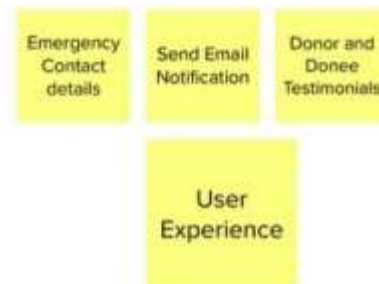 Emergency
Contact
details
Send Email
Notification
Donor and
Donee
Testimonials
User
Experience